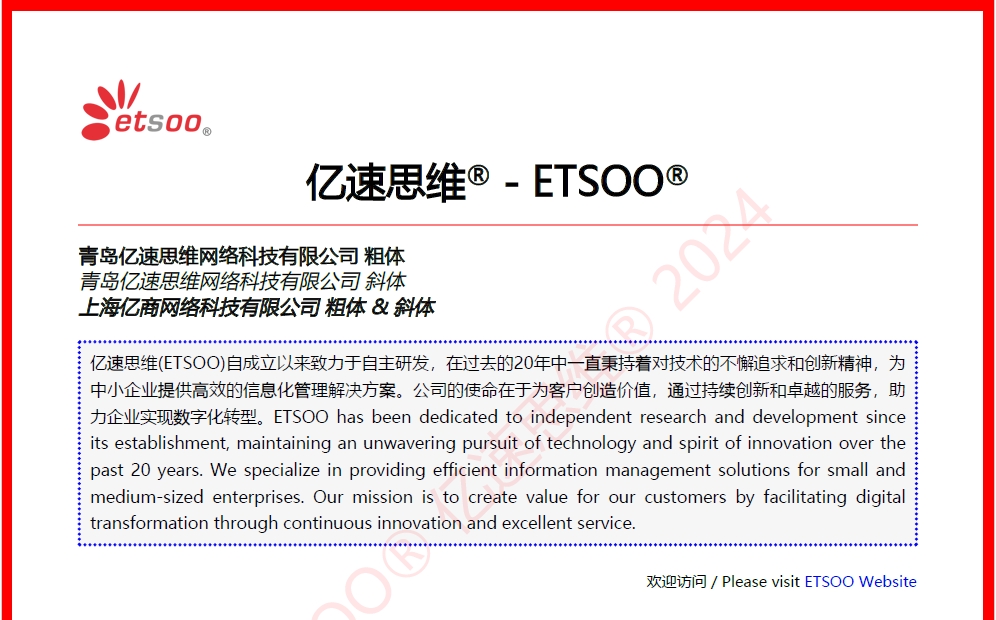 etsoo®
亿速思维® - ETSOO®
青岛亿速思维网络科技有限公司 粗体
青岛亿速思维网络科技有限公司 斜体
上海亿商网络科技有限公司 粗体 & 斜体
亿速思维(ETSOO)自成立以来致力于自主研发，在过去的20年中一直秉持着对技术的不懈追求和创新精神，为
中小企业提供高效的信息化管理解决方案。公司的使命在于为客户创造价值，通过持续创新和卓越的服务，助
力企业实现数字化转型。ETSOO has been dedicated to independent research and development since
its establishment, maintaining an unwavering pursuit of technology and spirit of innovation over the
past 20 years. We specialize in providing efficient information management solutions for small and
medium-sized enterprises. Our mission is to create value for our customers by facilitating digital
transformation through continuous innovation and excellent service.
欢迎访问 / Please visit ETSOO Website
OO® 亿速思维® 2024